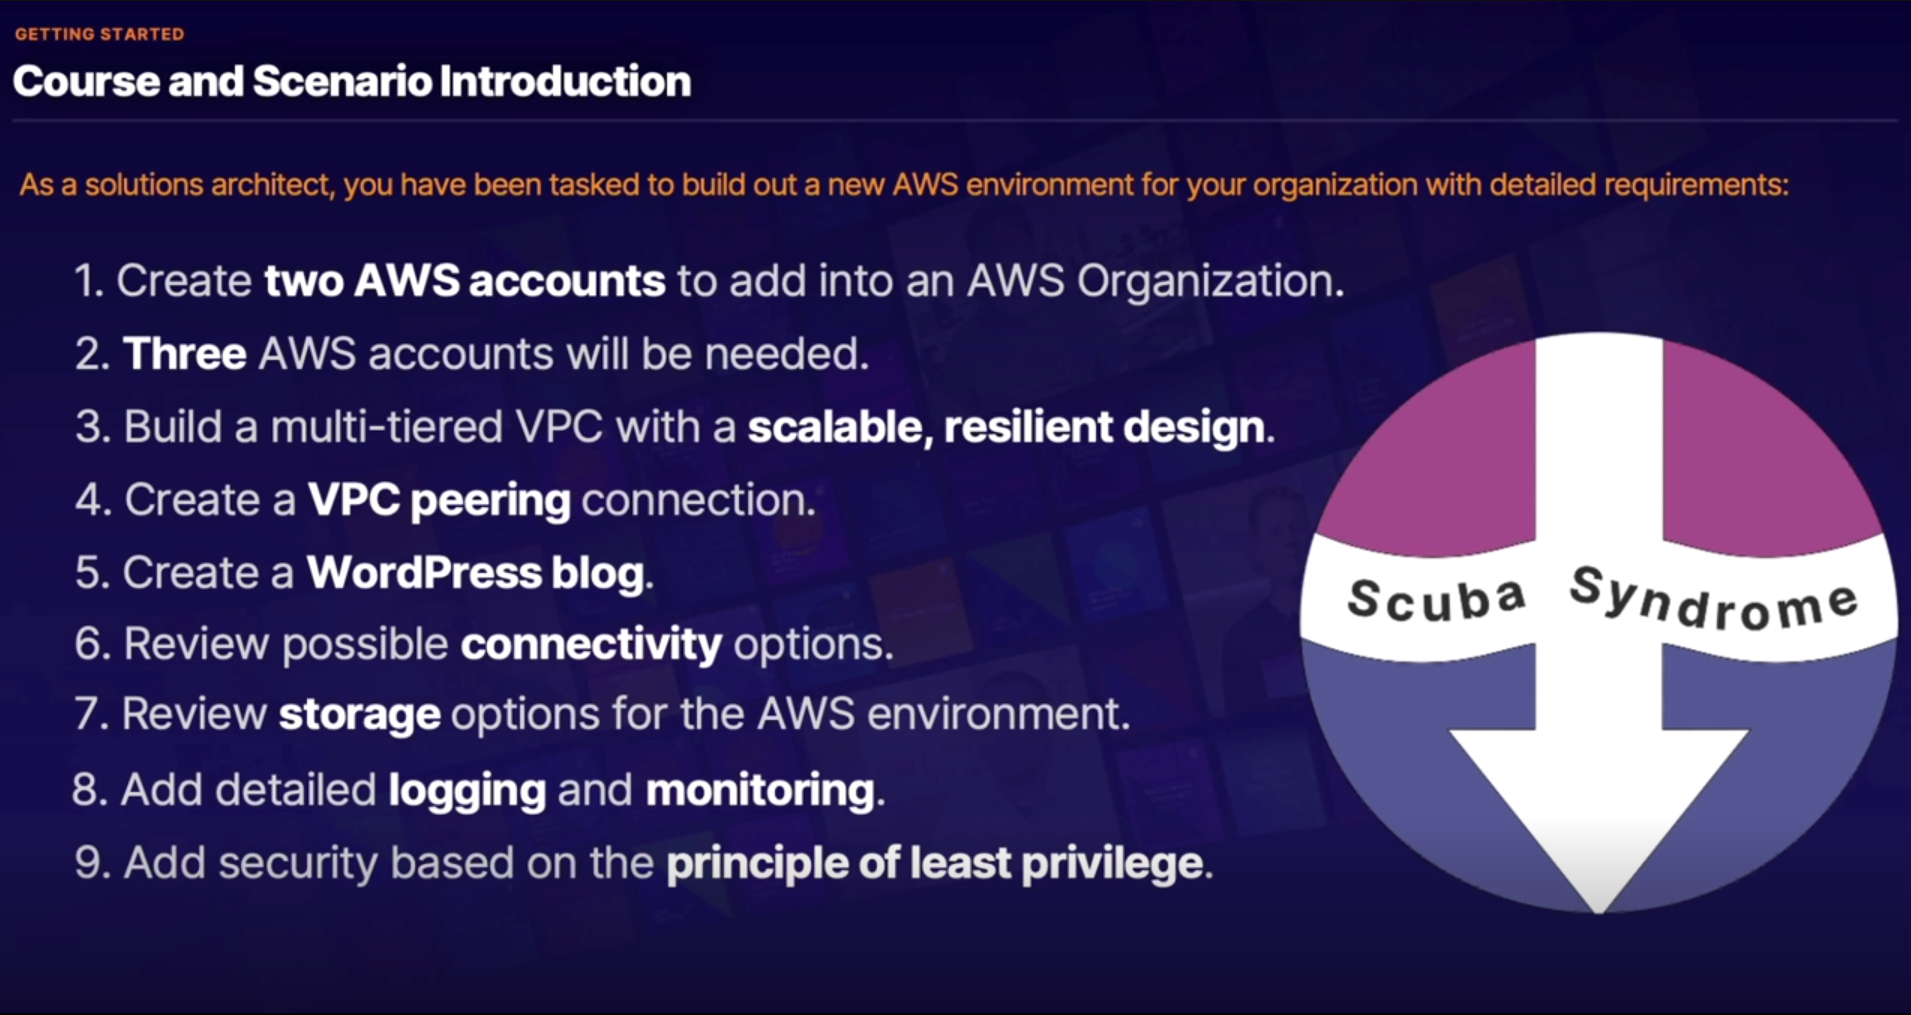 GETTING STARTED
Course and Scenario Introduction
As a solutions architect, you have been tasked to build out a new AWS environment for your organization with detailed requirements:
1. Create two AWS accounts to add into an AWS Organization.
2. Three AWS accounts will be needed.
3. Build a multi-tiered VPC with a scalable, resilient design.
4. Create a VPC peering connection.
5. Create a WordPress blog.
6. Review possible connectivity options.
7. Review storage options for the AWS environment.
8. Add detailed logging and monitoring.
9. Add security based on the principle of least privilege.
Scuba Syndrome